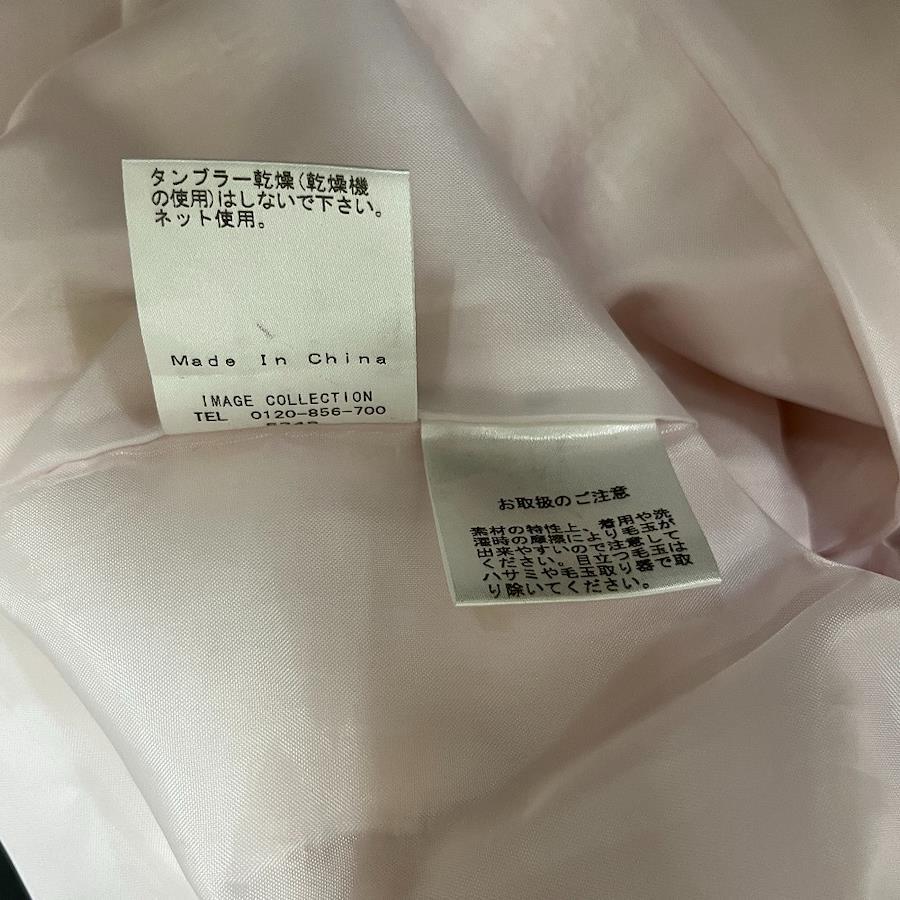 タンブラー乾燥(乾燥機
の使用)はしないで下さい。
ネット使用。
Made In China
IMAGE COLLECTION
TEL 0120-856-700
お取扱のご注意
素材の特性上、着用や洗
濯時の摩擦により毛玉が
出来やすいので注意して
ください。目立つ毛玉は
ハサミや毛玉取り器で取
り除いてください。